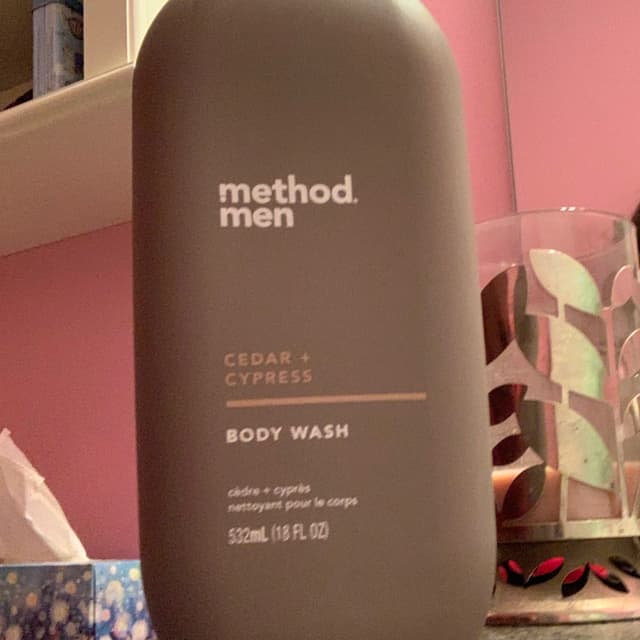 method.
men
CEDAR +
CYPRESS
BODY WASH
cèdre + cyprès
nettoyant pour le corps
532mL (18 FL OZ)